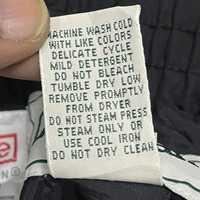 MACHINE WASH COLD
WITH LIKE COLORS
DELICATE CYCLE
MILD DETERGENT
DO NOT BLEACH
TUMBLE DRY LOW
REMOVE PROMPTLY
FROM DRYER
DO NOT STEAM PRESS
STEAM ONLY OR
USE COOL IRON
DO NOT DRY CLEAN